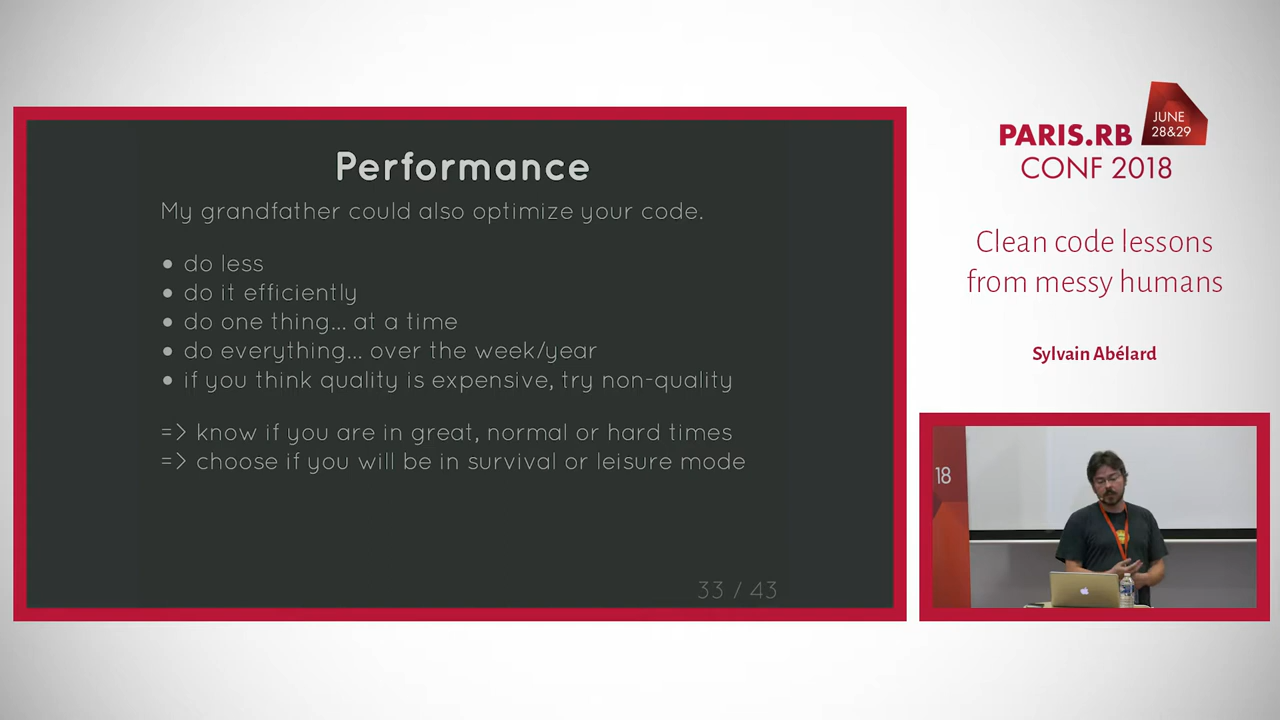 Performance
My grandfather could also optimize your code.
• do less
• do it efficiently
• do one thing... at a time
• do everything... over the week/year
• if you think quality is expensive, try non-quality
=> know if you are in great, normal or hard times
=> choose if you will be in survival or leisure mode
33 / 43
PARIS.RB
JUNE
28&29
CONF 2018
Clean code lessons
from messy humans
Sylvain Abélard
18